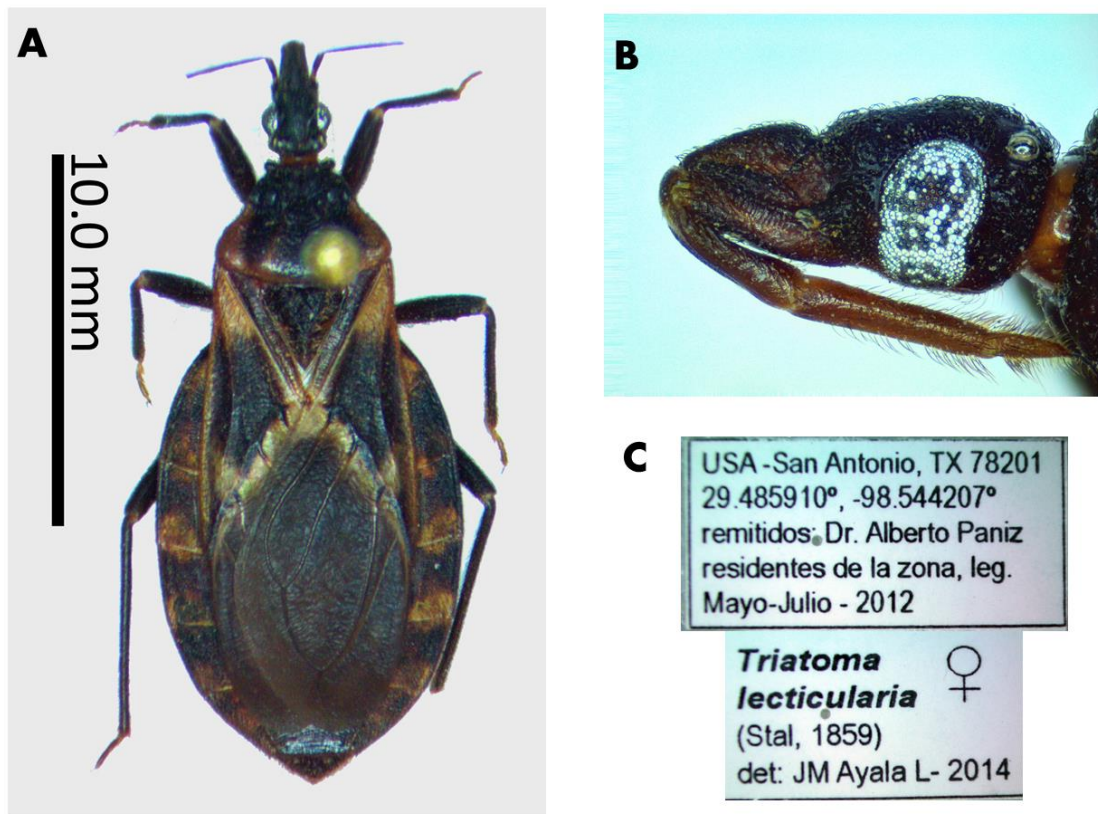 A
10.0 mm
B
C
USA -San Antonio, TX 78201
29.485910º, -98.544207º
remitidos: Dr. Alberto Paniz
residentes de la zona, leg.
Mayo-Julio - 2012
Triatoma ♀
lecticularia
(Stal, 1859)
det: JM Ayala L- 2014